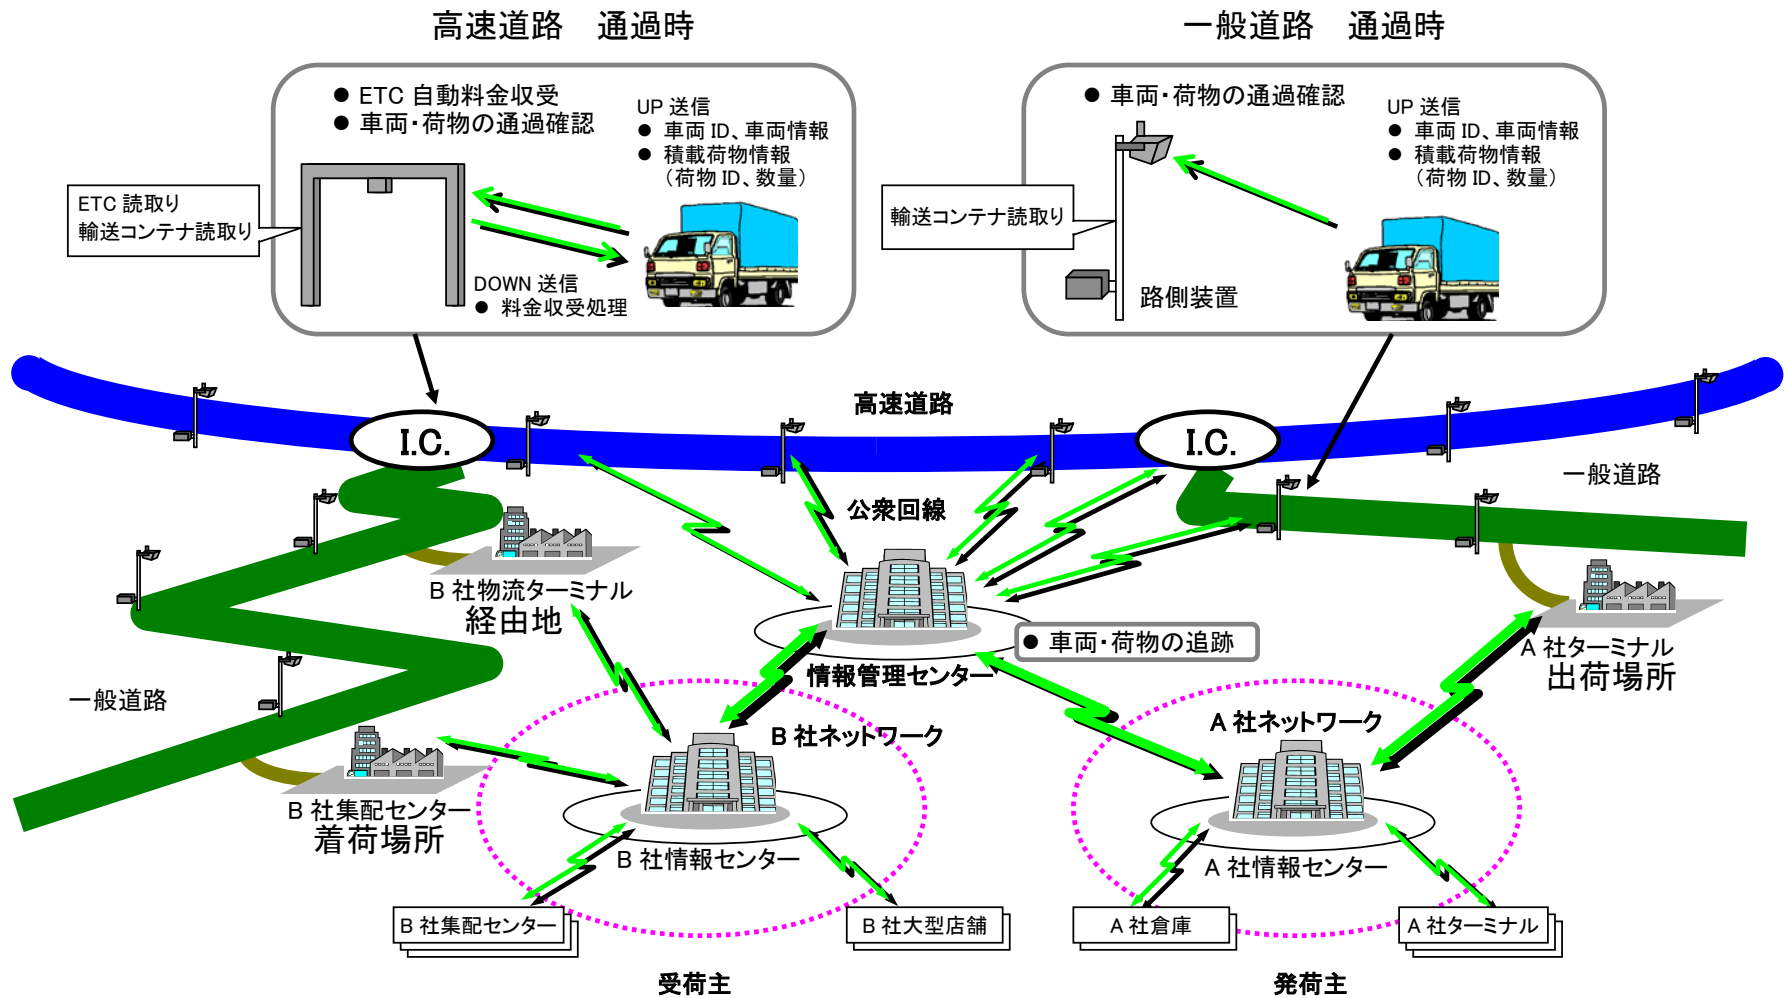 高速道路　通過時
一般道路　通過時
● ETC 自動料金収受
● 車両・荷物の通過確認
UP 送信
● 車両 ID、車両情報
● 積載荷物情報
（荷物 ID、数量）
ETC 読取り
輸送コンテナ読取り
DOWN 送信
● 料金収受処理
● 車両・荷物の通過確認
UP 送信
● 車両 ID、車両情報
● 積載荷物情報
（荷物 ID、数量）
輸送コンテナ読取り
路側装置
高速道路
I.C.
I.C.
一般道路
公衆回線
B 社物流ターミナル
経由地
● 車両・荷物の追跡
情報管理センター
A 社ターミナル
出荷場所
一般道路
B 社ネットワーク
A 社ネットワーク
B 社集配センター
着荷場所
B 社情報センター
A 社情報センター
B 社集配センター
B 社大型店舗
A 社倉庫
A 社ターミナル
受荷主
発荷主